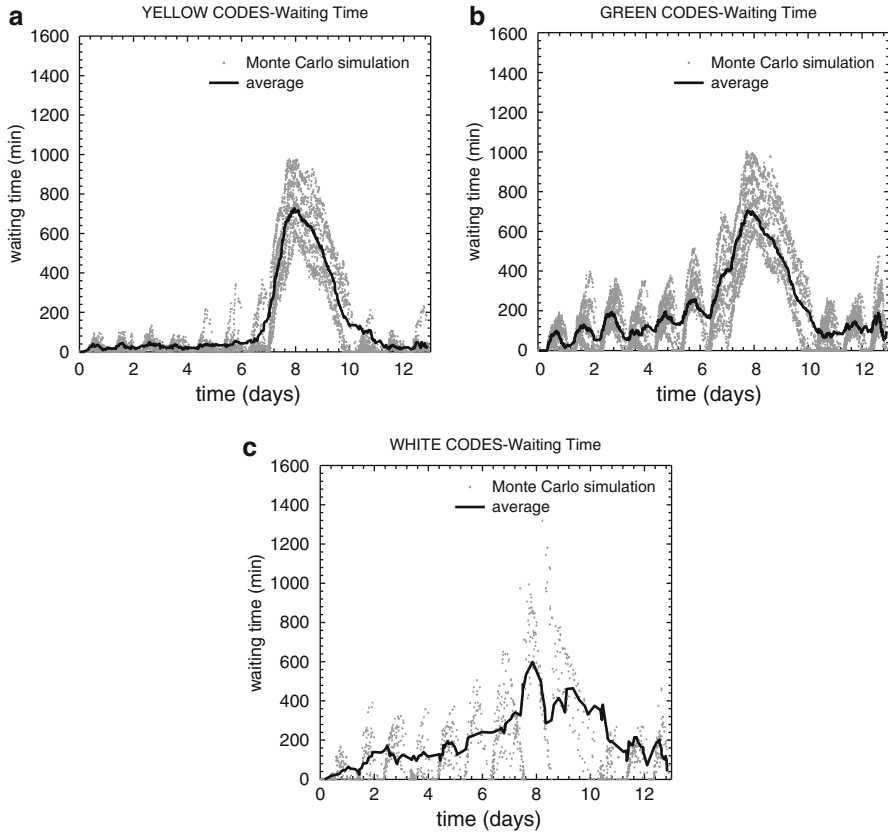 a
YELLOW CODES-Waiting Time
1600
1400
1200
1000
800
600
400
200
0
waiting time (min)
Monte Carlo simulation
average
0 2 4 6 8 10 12
time (days)
b
GREEN CODES-Waiting Time
1600
1400
1200
1000
800
600
400
200
0
waiting time (min)
Monte Carlo simulation
average
0 2 4 6 8 10 12
time (days)
c
WHITE CODES-Waiting Time
1600
1400
1200
1000
800
600
400
200
0
waiting time (min)
Monte Carlo simulation
average
0 2 4 6 8 10 12
time (days)